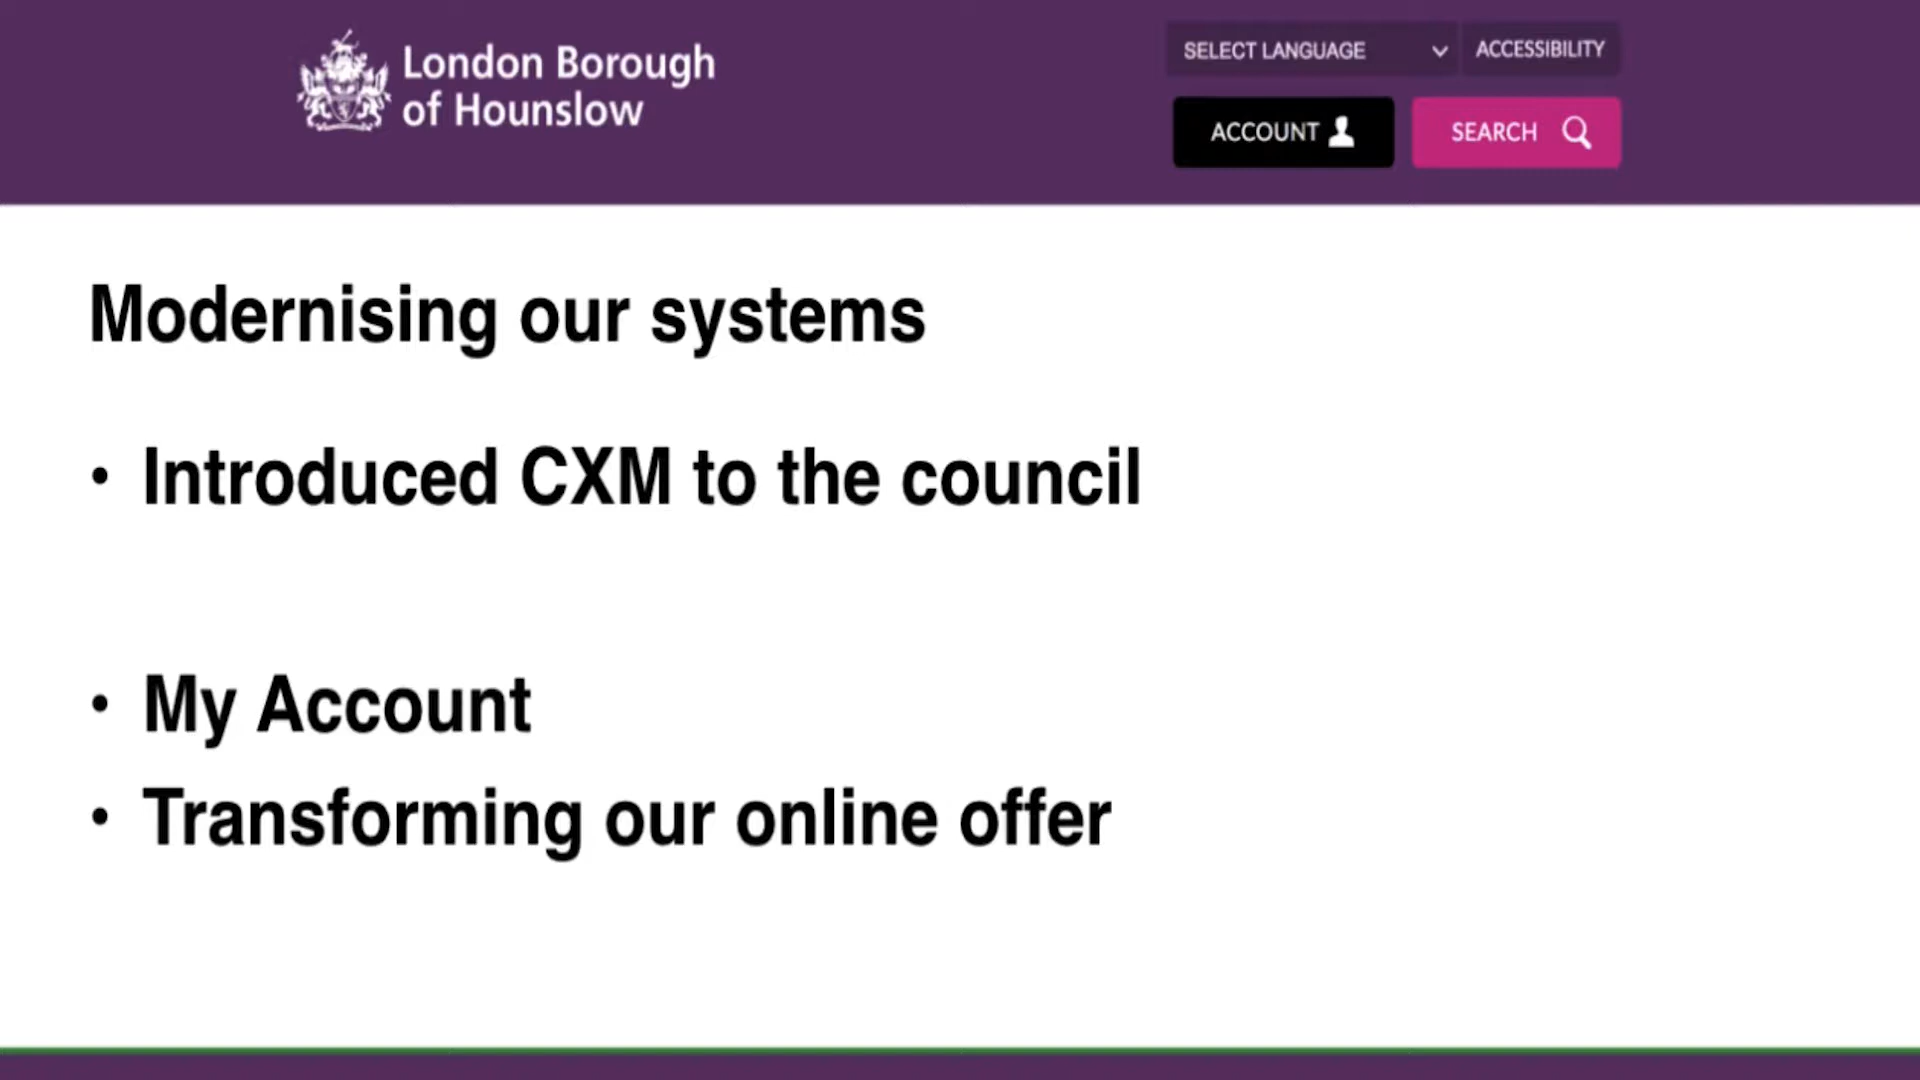 London Borough
of Hounslow
SELECT LANGUAGE
ACCESSIBILITY
ACCOUNT
SEARCH
Modernising our systems
• Introduced CXM to the council
• My Account
• Transforming our online offer